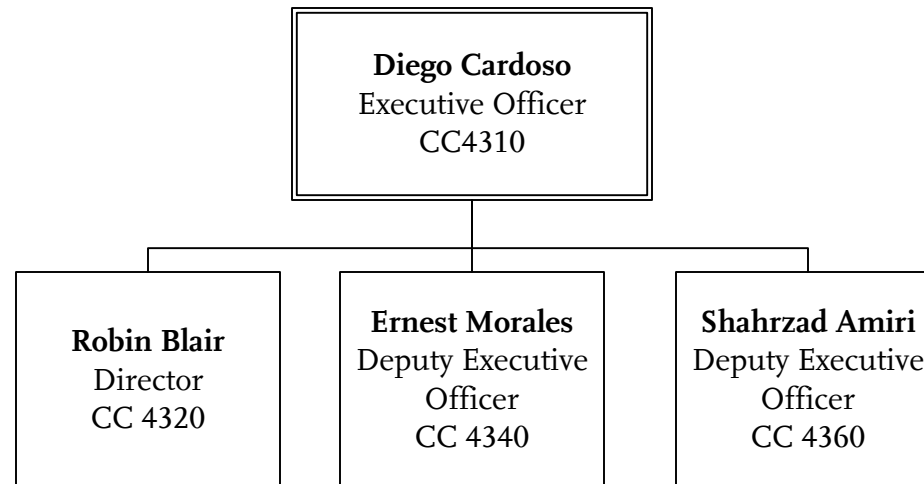 Diego Cardoso
Executive Officer
CC4310
Robin Blair
Director
CC 4320
Ernest Morales
Deputy Executive
Officer
CC 4340
Shahrzad Amiri
Deputy Executive
Officer
CC 4360